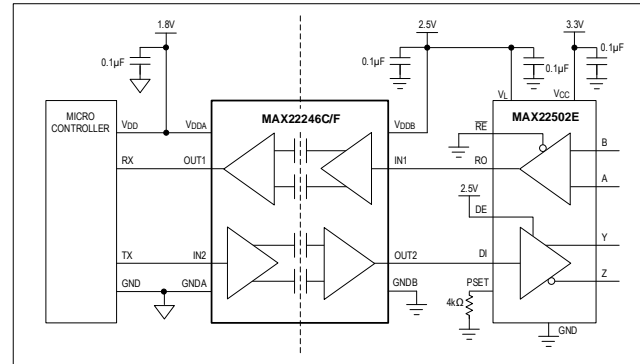 1.8V
2.5V
3.3V
0.1µF
0.1µF
0.1µF
0.1µF
MICRO
CONTROLLER
VDD
VDDA
MAX22246C/F
VDDB
VL
VCC
MAX22502E
RE
RX
OUT1
IN1
RO
B
A
2.5V
DE
TX
IN2
OUT2
DI
Y
Z
PSET
4kΩ
GND
GNDA
GNDB
GND